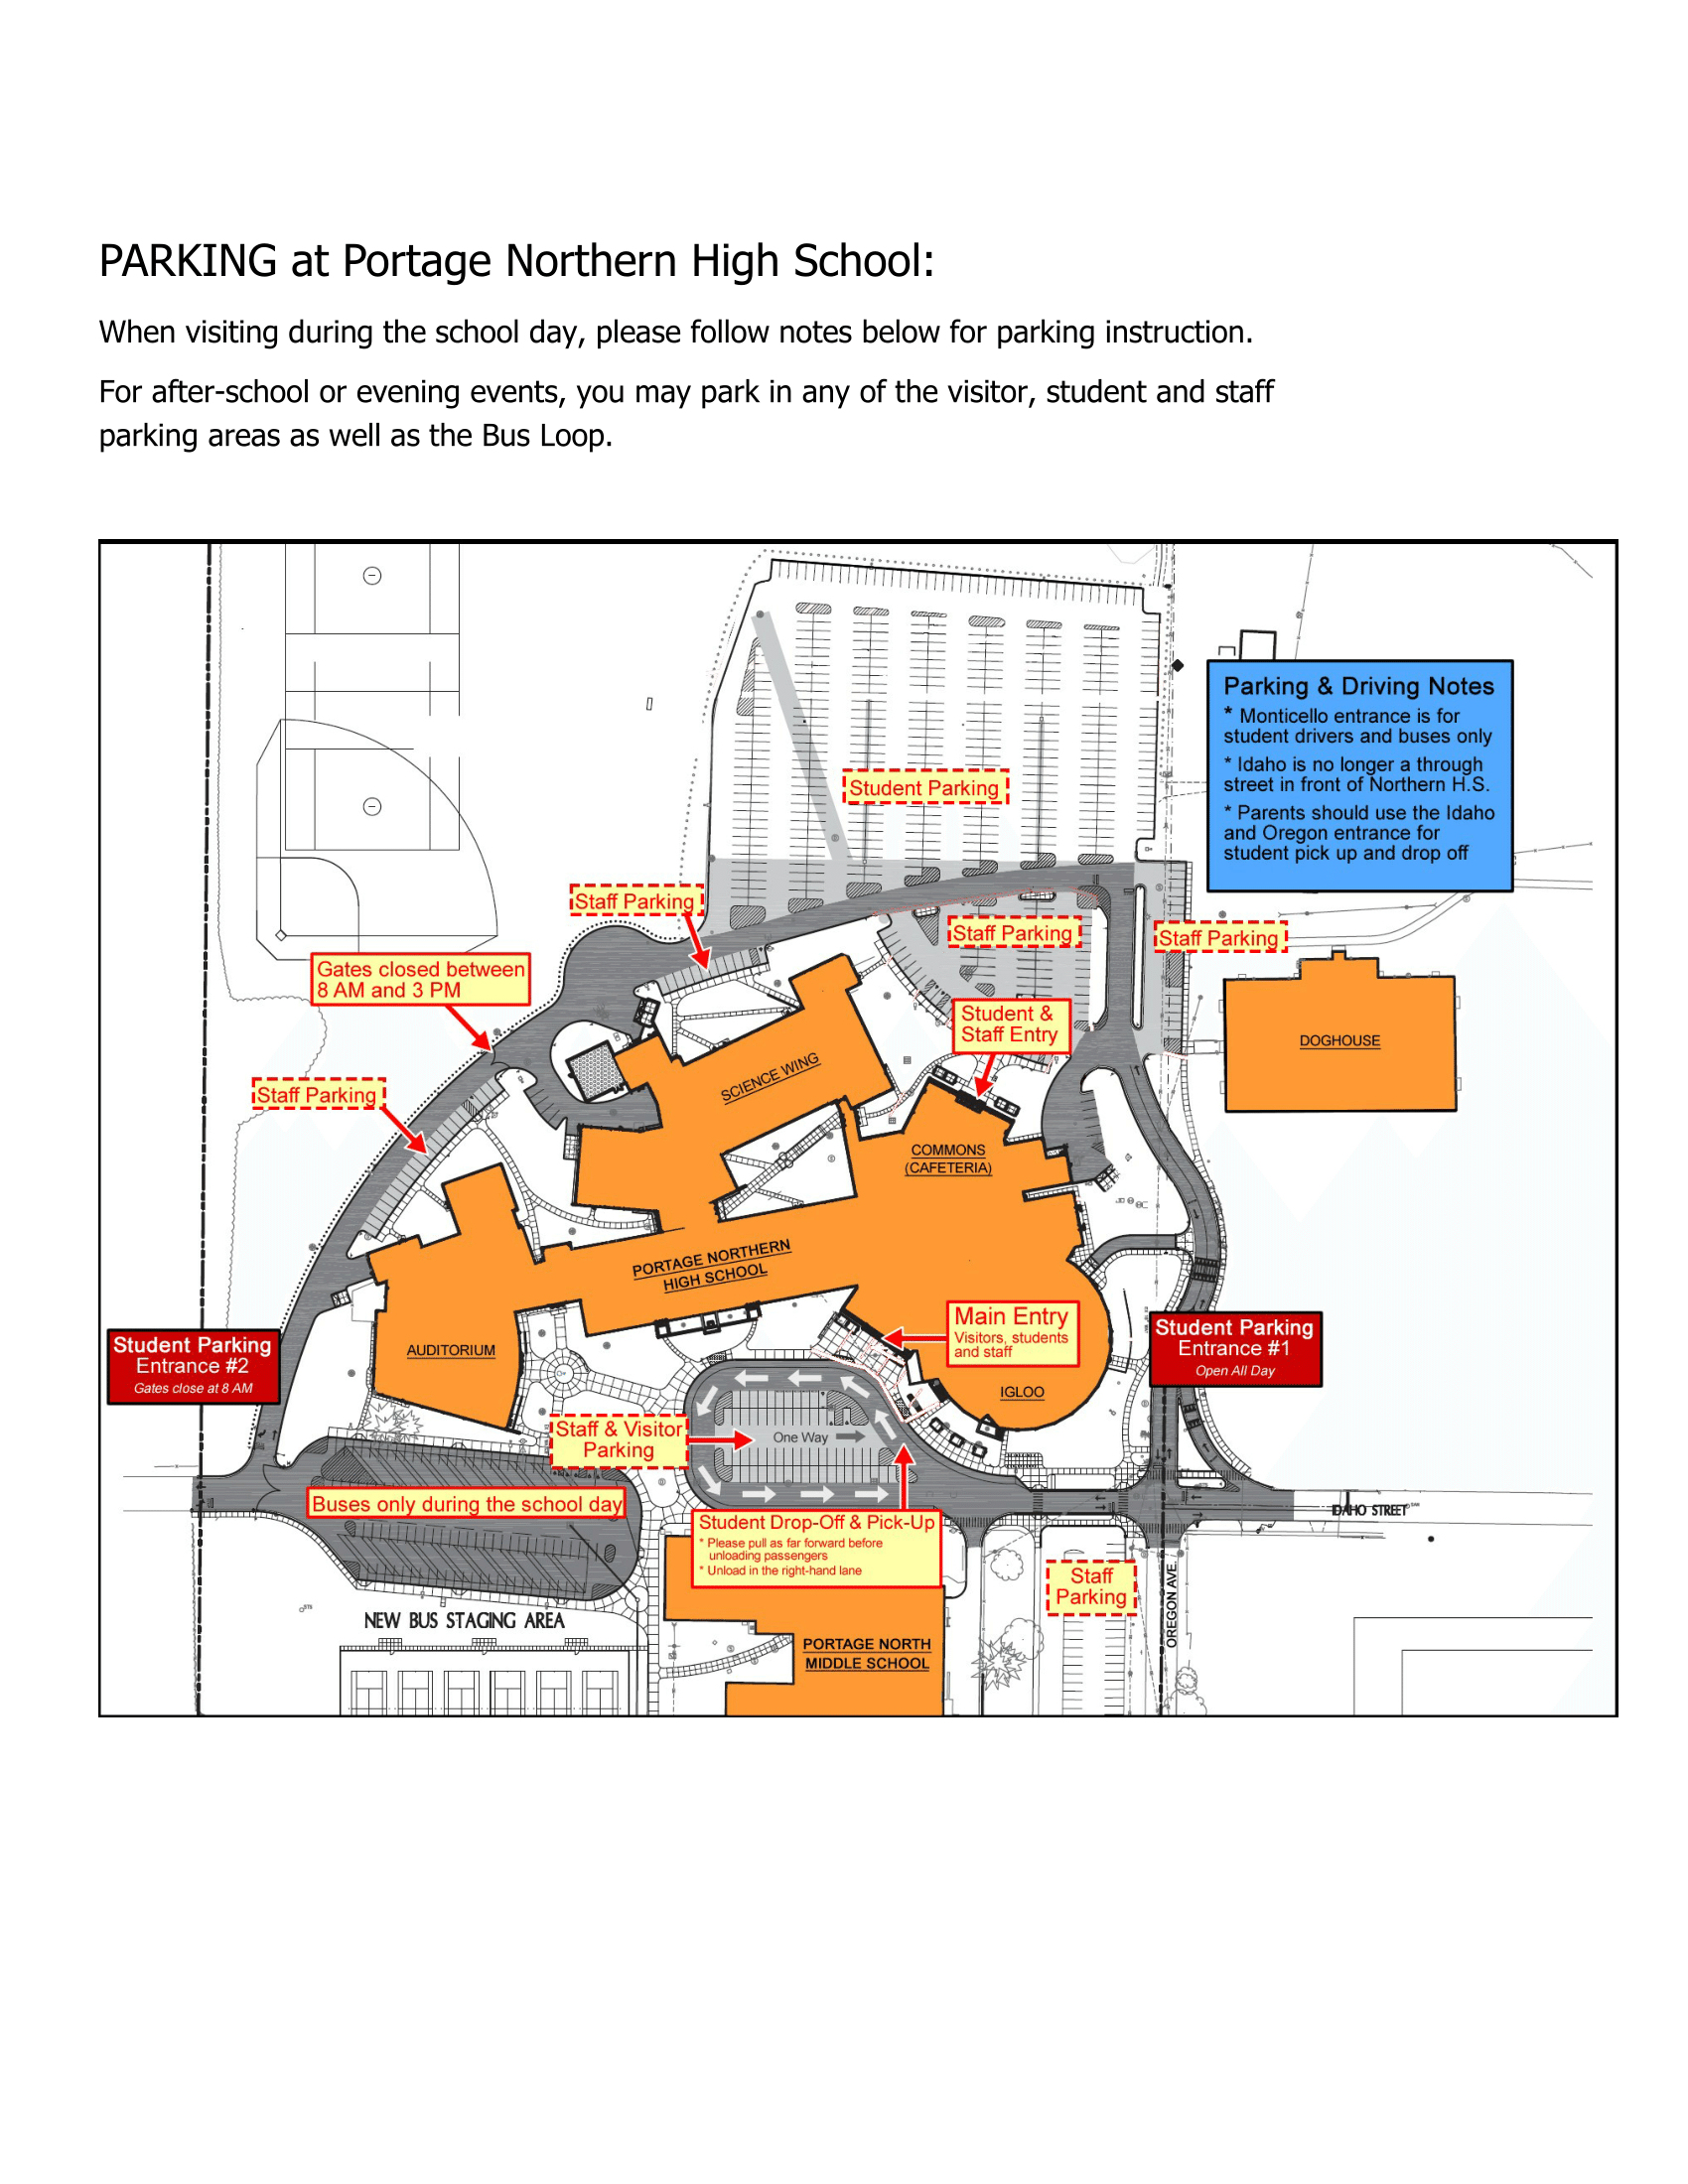 PARKING at Portage Northern High School:
When visiting during the school day, please follow notes below for parking instruction.
For after-school or evening events, you may park in any of the visitor, student and staff
parking areas as well as the Bus Loop.
Parking & Driving Notes
* Monticello entrance is for
student drivers and buses only
* Idaho is no longer a through
street in front of Northern H.S.
* Parents should use the Idaho
and Oregon entrance for
student pick up and drop off
Student Parking
Staff Parking
Staff Parking
Staff Parking
Gates closed between
8 AM and 3 PM
Student &
Staff Entry
DOGHOUSE
SCIENCE WING
Staff Parking
COMMONS
(CAFETERIA)
PORTAGE NORTHERN
HIGH SCHOOL
Main Entry
Visitors, students
and staff
Student Parking
Entrance #1
Open All Day
Student Parking
Entrance #2
Gates close at 8 AM
AUDITORIUM
IGLOO
Staff & Visitor
Parking
One Way
Buses only during the school day
IDAHO STREET
Student Drop-Off & Pick-Up
* Please pull as far forward before
unloading passengers
* Unload in the right-hand lane
Staff
Parking
OREGON AVE.
NEW BUS STAGING AREA
PORTAGE NORTH
MIDDLE SCHOOL